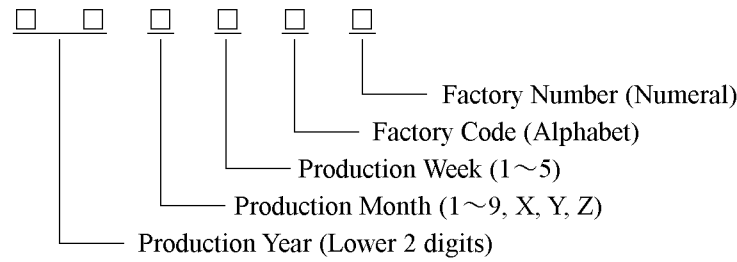 Factory Number (Numeral)
Factory Code (Alphabet)
Production Week (1～5)
Production Month (1～9, X, Y, Z)
Production Year (Lower 2 digits)